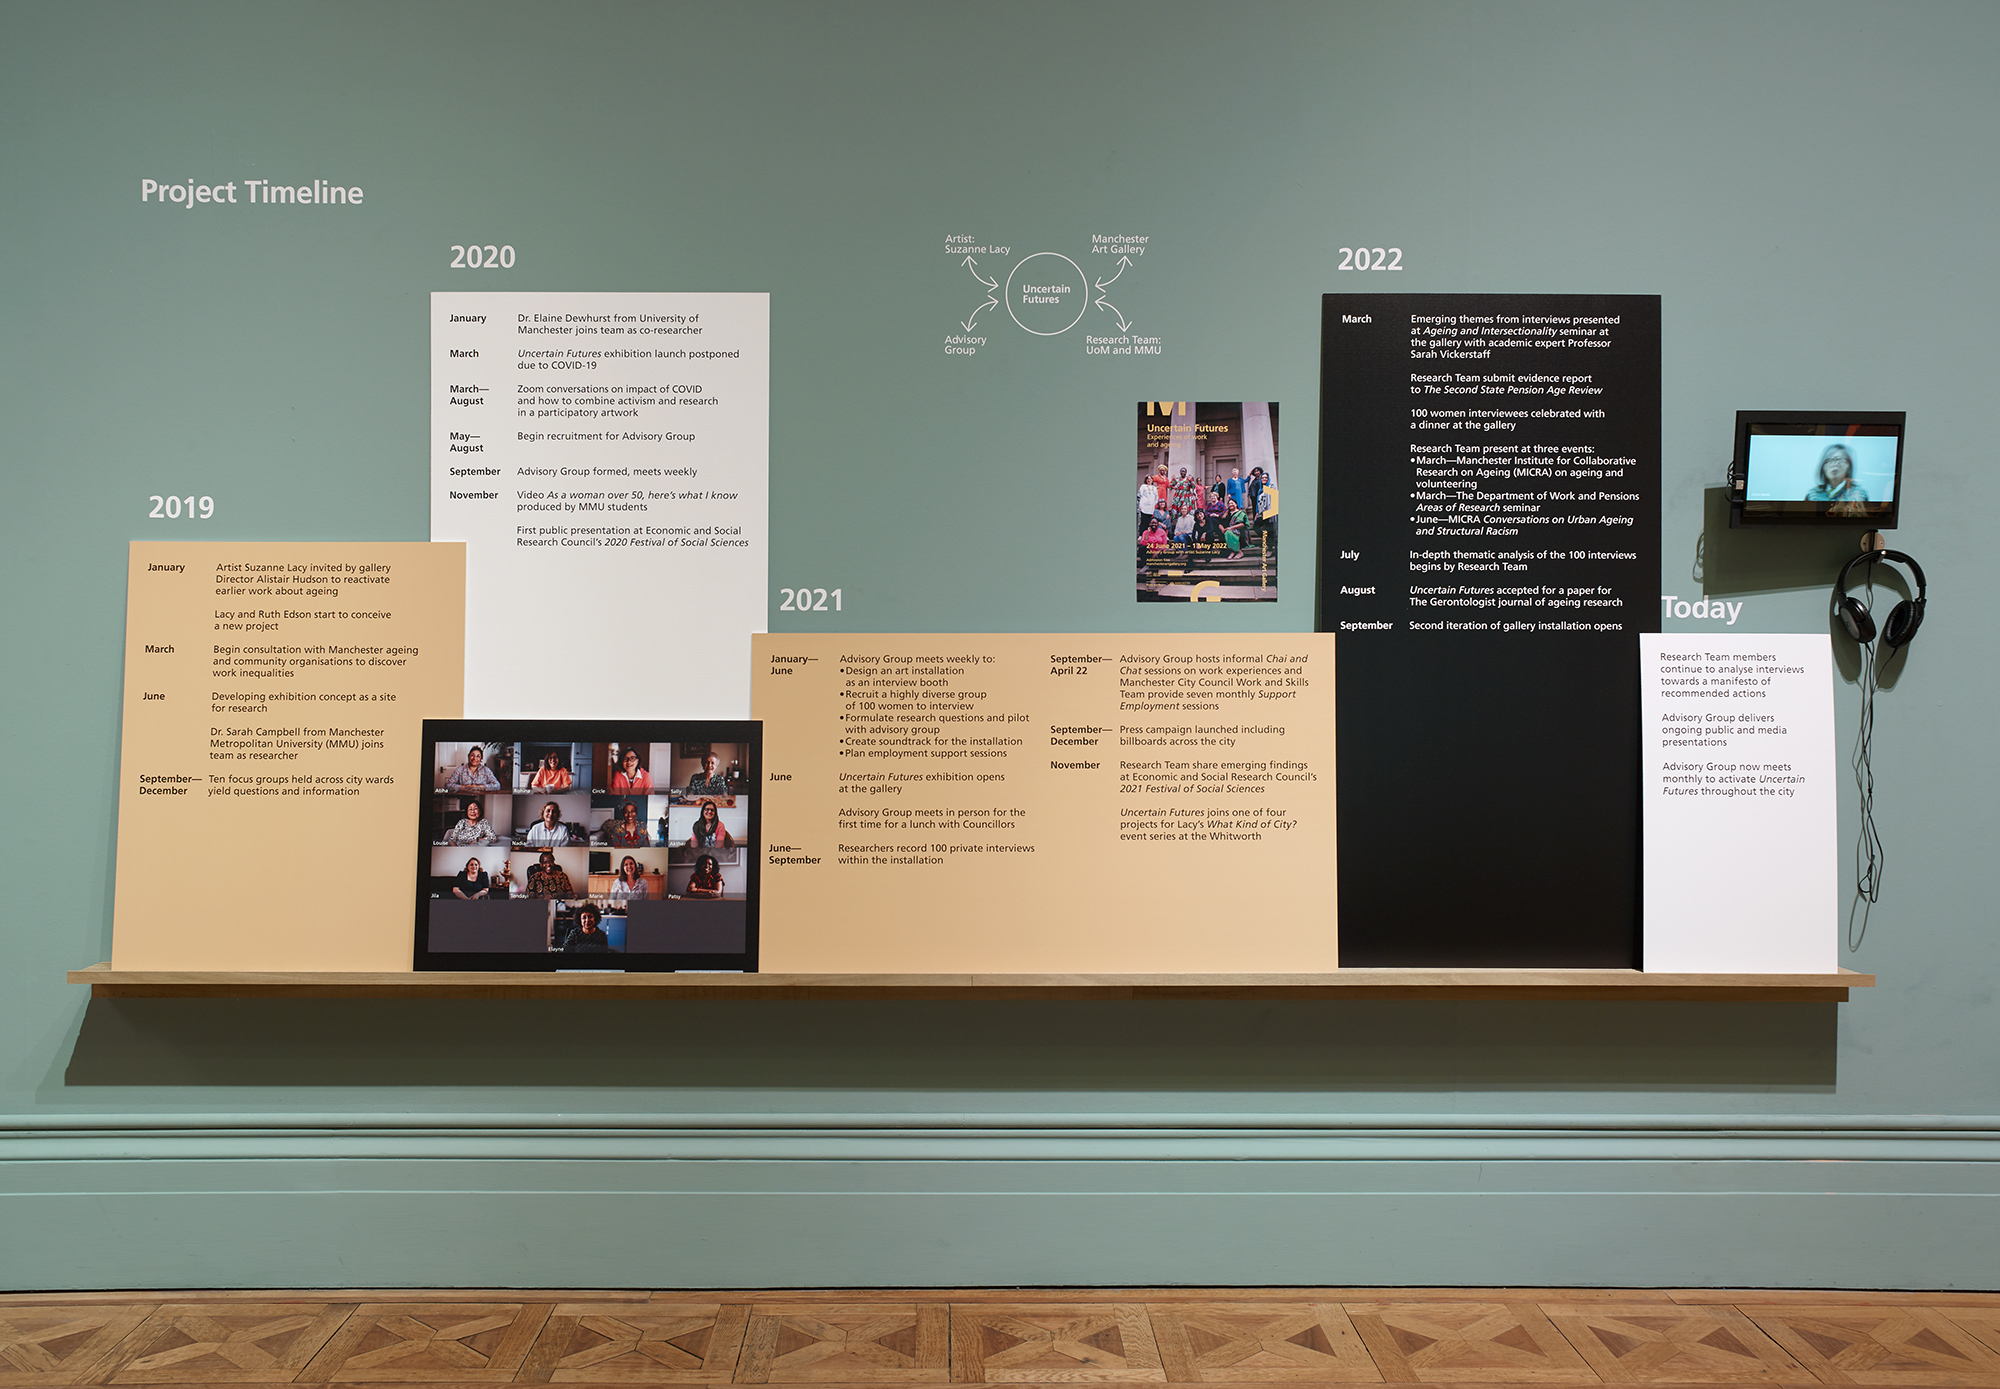 Project Timeline
2019
January
Artist Suzanne Lacy invited by gallery
Director Alistair Hudson to reactivate
earlier work about ageing
Lacy and Ruth Edson start to conceive
a new project
March
Begin consultation with Manchester ageing
and community organisations to discover
work inequalities
June
Developing exhibition concept as a site
for research
Dr. Sarah Campbell from Manchester
Metropolitan University (MMU) joins
team as researcher
September—
December
Ten focus groups held across city wards
yield questions and information
2020
January
Dr. Elaine Dewhurst from University of
Manchester joins team as co-researcher
March
Uncertain Futures exhibition launch postponed
due to COVID-19
March—
August
Zoom conversations on impact of COVID
and how to combine activism and research
in a participatory artwork
May—
August
Begin recruitment for Advisory Group
September
Advisory Group formed, meets weekly
November
Video As a woman over 50, here's what I know
produced by MMU students
First public presentation at Economic and Social
Research Council's 2020 Festival of Social Sciences
Atiha
Rohina
Circle
Sally
Louise
Nadia
Erinma
Akhter
Jila
Tendayi
Marie
Patsy
Elayne
2021
January—
June
Advisory Group meets weekly to:
• Design an art installation
as an interview booth
• Recruit a highly diverse group
of 100 women to interview
• Formulate research questions and pilot
with advisory group
• Create soundtrack for the installation
• Plan employment support sessions
June
Uncertain Futures exhibition opens
at the gallery
Advisory Group meets in person for the
first time for a lunch with Councillors
June—
September
Researchers record 100 private interviews
within the installation
September—
April 22
Advisory Group hosts informal Chai and
Chat sessions on work experiences and
Manchester City Council Work and Skills
Team provide seven monthly Support
Employment sessions
September—
December
Press campaign launched including
billboards across the city
November
Research Team share emerging findings
at Economic and Social Research Council's
2021 Festival of Social Sciences
Uncertain Futures joins one of four
projects for Lacy's What Kind of City?
event series at the Whitworth
Artist:
Suzanne Lacy
Manchester
Art Gallery
Uncertain
Futures
Advisory
Group
Research Team:
UoM and MMU
Uncertain Futures
Experiences of work
and ageing
24 June 2021 – 1 May 2022
Advisory Group with artist Suzanne Lacy
Manchester Art Gallery
2022
March
Emerging themes from interviews presented
at Ageing and Intersectionality seminar at
the gallery with academic expert Professor
Sarah Vickerstaff
Research Team submit evidence report
to The Second State Pension Age Review
100 women interviewees celebrated with
a dinner at the gallery
Research Team present at three events:
• March—Manchester Institute for Collaborative
Research on Ageing (MICRA) on ageing and
volunteering
• March—The Department of Work and Pensions
Areas of Research seminar
• June—MICRA Conversations on Urban Ageing
and Structural Racism
July
In-depth thematic analysis of the 100 interviews
begins by Research Team
August
Uncertain Futures accepted for a paper for
The Gerontologist journal of ageing research
September
Second iteration of gallery installation opens
Today
Research Team members
continue to analyse interviews
towards a manifesto of
recommended actions
Advisory Group delivers
ongoing public and media
presentations
Advisory Group now meets
monthly to activate Uncertain
Futures throughout the city